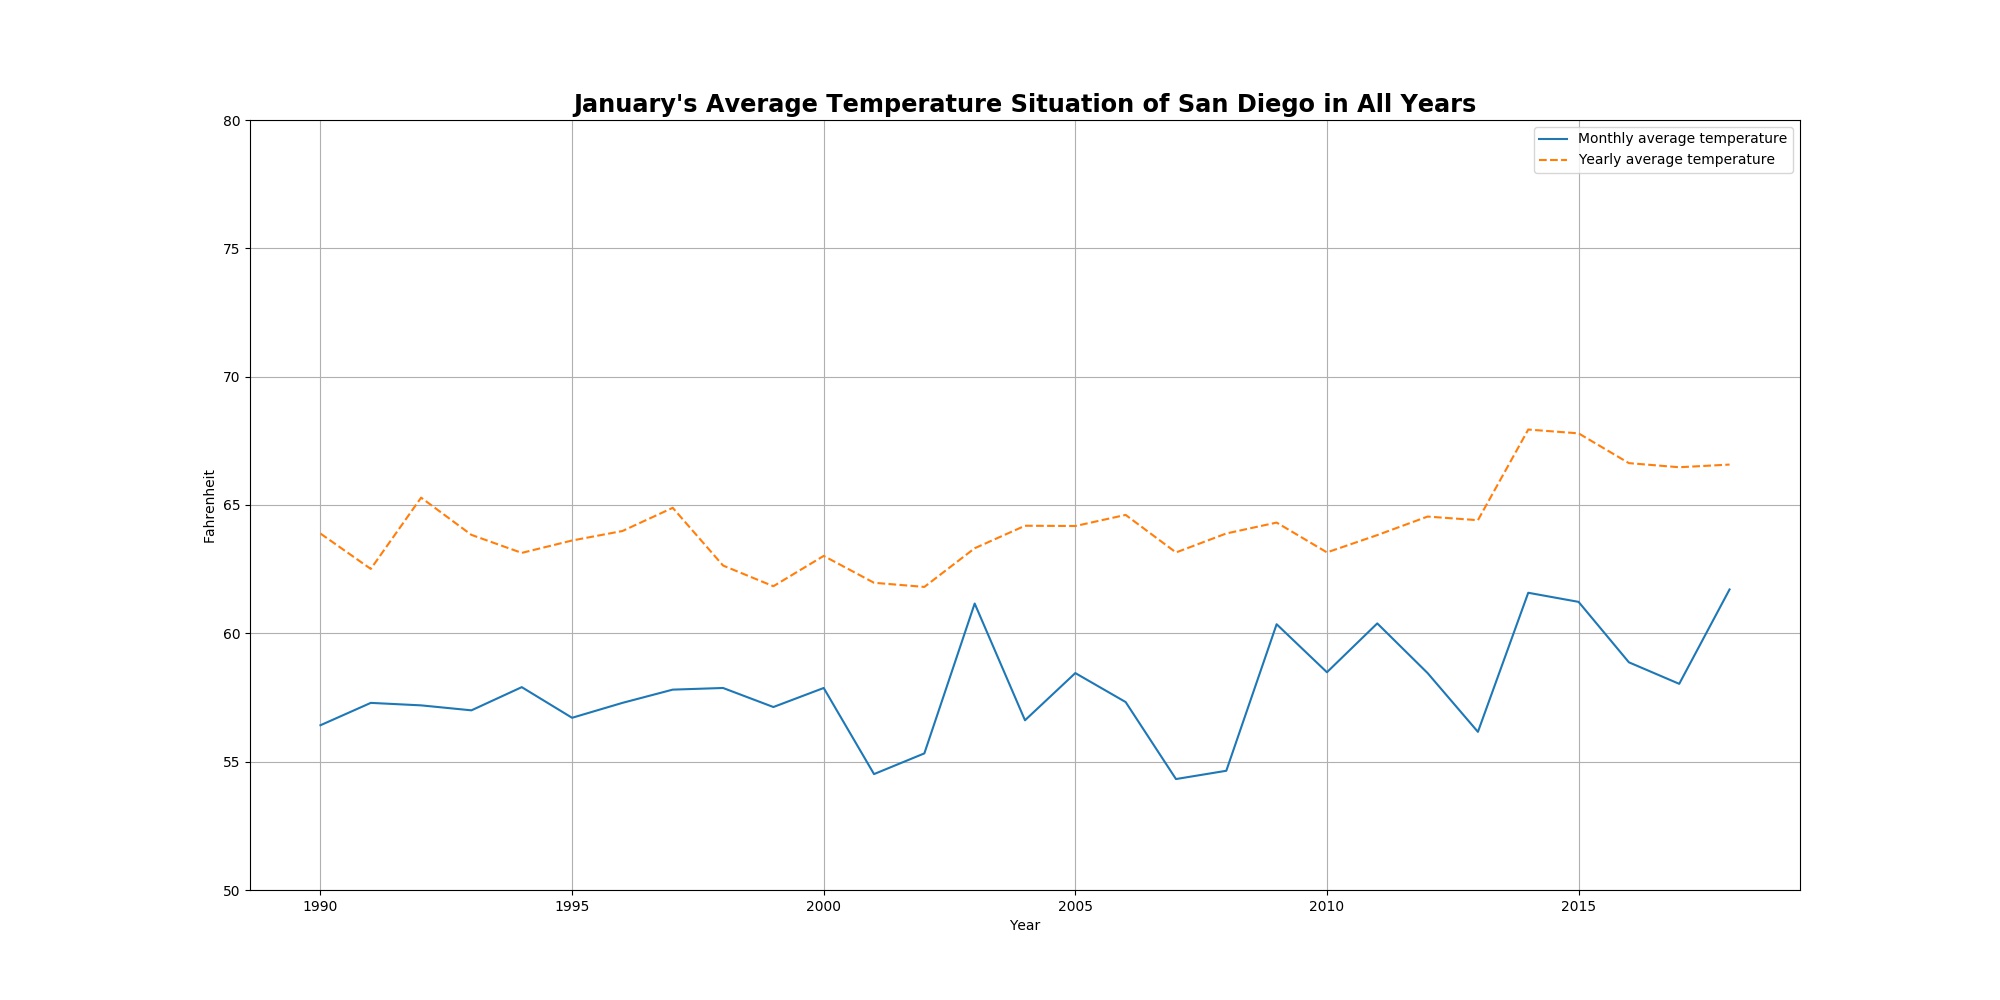 January's Average Temperature Situation of San Diego in All Years
80
75
70
65
60
55
50
Fahrenheit
Monthly average temperature
Yearly average temperature
1990 1995 2000 2005 2010 2015
Year